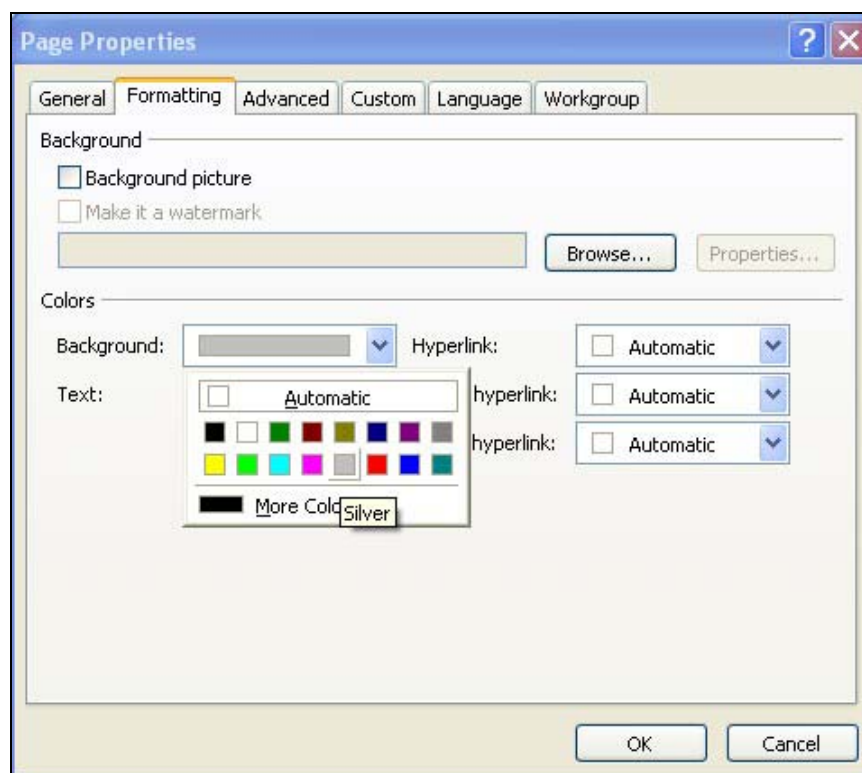 Page Properties
General Formatting Advanced Custom Language Workgroup
Background
Background picture
Make it a watermark
Browse... Properties...
Colors
Background: Hyperlink: Automatic
Text: Automatic hyperlink: Automatic
hyperlink: Automatic
More Colo
Silver
OK Cancel